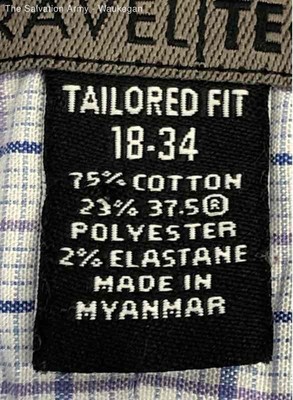 The Salvation Army - Waukegan
TAILORED FIT
18-34
75% COTTON
23% 37.5®
POLYESTER
2% ELASTANE
MADE IN
MYANMAR